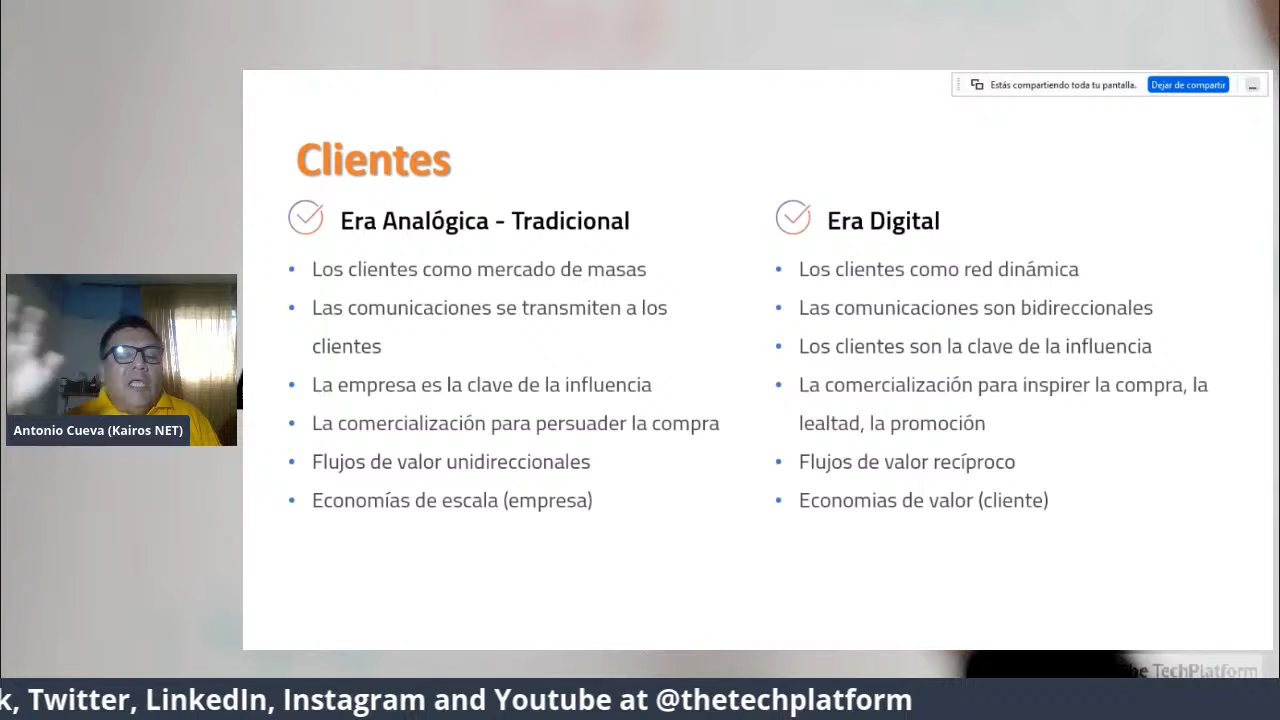 Estás compartiendo toda tu pantalla.
Dejar de compartir
Clientes
Era Analógica - Tradicional
Los clientes como mercado de masas
Las comunicaciones se transmiten a los
clientes
La empresa es la clave de la influencia
La comercialización para persuader la compra
Flujos de valor unidireccionales
Economías de escala (empresa)
Era Digital
Los clientes como red dinámica
Las comunicaciones son bidireccionales
Los clientes son la clave de la influencia
La comercialización para inspirer la compra, la
lealtad, la promoción
Flujos de valor recíproco
Economias de valor (cliente)
Antonio Cueva (Kairos NET)
The TechPlatform
k, Twitter, LinkedIn, Instagram and Youtube at @thetechplatform